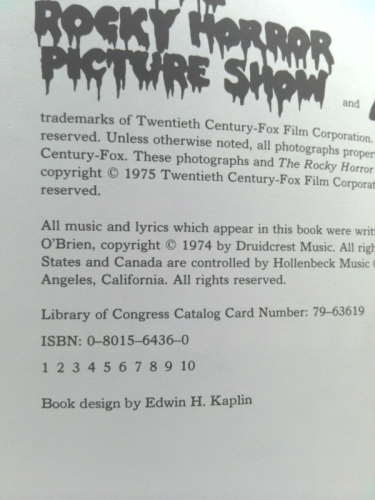 ROCKY HORROR
PICTURE SHOW and
trademarks of Twentieth Century-Fox Film Corporation.
reserved. Unless otherwise noted, all photographs proper
Century-Fox. These photographs and The Rocky Horror
copyright © 1975 Twentieth Century-Fox Film Corporat
reserved.
All music and lyrics which appear in this book were writ
O'Brien, copyright © 1974 by Druidcrest Music. All righ
States and Canada are controlled by Hollenbeck Music
Angeles, California. All rights reserved.
Library of Congress Catalog Card Number: 79–63619
ISBN: 0–8015–6436–0
1 2 3 4 5 6 7 8 9 10
Book design by Edwin H. Kaplin